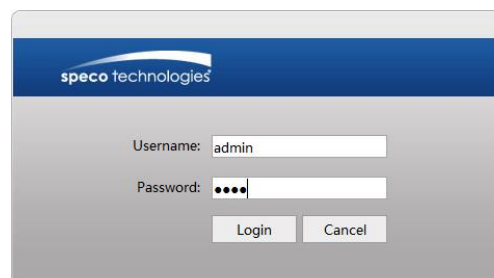 speco technologies
Username: admin
Password: ••••
Login Cancel